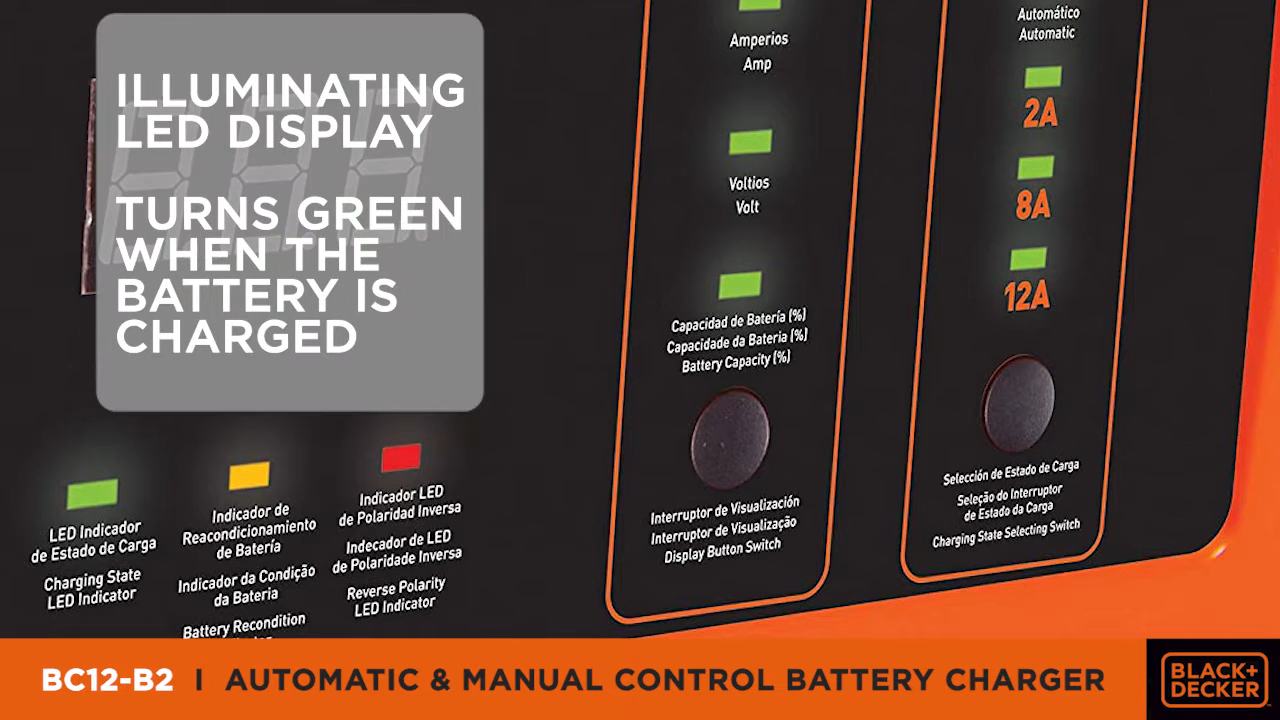 ILLUMINATING
LED DISPLAY
TURNS GREEN
WHEN THE
BATTERY IS
CHARGED
Amperios
Amp
Voltios
Volt
Capacidad de Batería (%)
Capacidade da Bateria (%)
Battery Capacity (%)
Interruptor de Visualización
Interruptor de Visualização
Display Button Switch
Automático
Automatic
2A
8A
12A
Selección de Estado de Carga
Seleção do Interruptor
de Estado da Carga
Charging State Selecting Switch
LED Indicador
de Estado de Carga
Charging State
LED Indicator
Indicador de
Reacondicionamiento
de Batería
Indicador da Condição
da Bateria
Battery Recondition
Indicador LED
de Polaridad Inversa
Indecador de LED
de Polaridade Inversa
Reverse Polarity
LED Indicator
BC12-B2 | AUTOMATIC & MANUAL CONTROL BATTERY CHARGER
BLACK+
DECKER